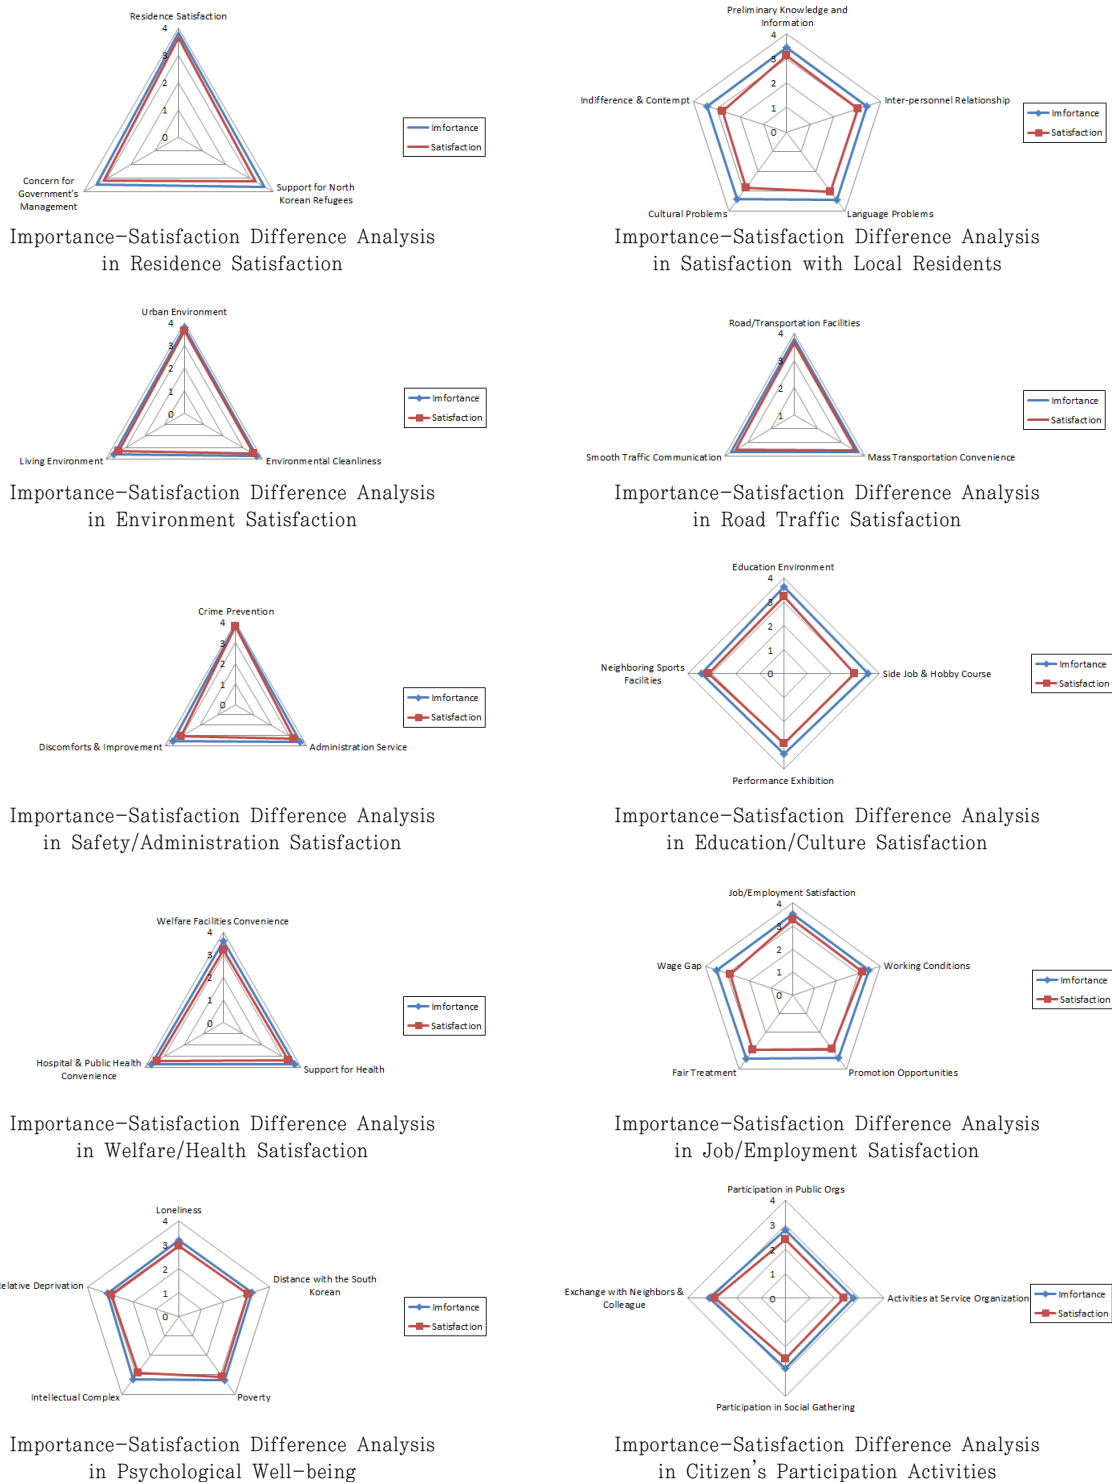 Residence Satisfaction
4
3
2
1
0
Concern for
Government's
Management
Support for North
Korean Refugees
Imfortance
Satisfaction
Importance-Satisfaction Difference Analysis
in Residence Satisfaction
Preliminary Knowledge and
Information
4
3
2
1
0
Indifference & Contempt
Inter-personnel Relationship
Cultural Problems
Language Problems
Imfortance
Satisfaction
Importance-Satisfaction Difference Analysis
in Satisfaction with Local Residents
Urban Environment
4
3
2
1
0
Living Environment
Environmental Cleanliness
Imfortance
Satisfaction
Importance-Satisfaction Difference Analysis
in Environment Satisfaction
Road/Transportation Facilities
4
3
2
1
Smooth Traffic Communication
Mass Transportation Convenience
Imfortance
Satisfaction
Importance-Satisfaction Difference Analysis
in Road Traffic Satisfaction
Crime Prevention
4
3
2
1
0
Discomforts & Improvement
Administration Service
Imfortance
Satisfaction
Importance-Satisfaction Difference Analysis
in Safety/Administration Satisfaction
Education Environment
4
3
2
1
0
Neighboring Sports
Facilities
Side Job & Hobby Course
Performance Exhibition
Imfortance
Satisfaction
Importance-Satisfaction Difference Analysis
in Education/Culture Satisfaction
Welfare Facilities Convenience
4
3
2
1
0
Hospital & Public Health
Convenience
Support for Health
Imfortance
Satisfaction
Importance-Satisfaction Difference Analysis
in Welfare/Health Satisfaction
Job/Employment Satisfaction
4
3
2
1
0
Wage Gap
Working Conditions
Fair Treatment
Promotion Opportunities
Imfortance
Satisfaction
Importance-Satisfaction Difference Analysis
in Job/Employment Satisfaction
Loneliness
4
3
2
1
0
elative Deprivation
Distance with the South
Korean
Intellectual Complex
Poverty
Imfortance
Satisfaction
Importance-Satisfaction Difference Analysis
in Psychological Well-being
Participation in Public Orgs
4
3
2
1
0
Exchange with Neighbors &
Colleague
Activities at Service Organization
Participation in Social Gathering
Imfortance
Satisfaction
Importance-Satisfaction Difference Analysis
in Citizen's Participation Activities